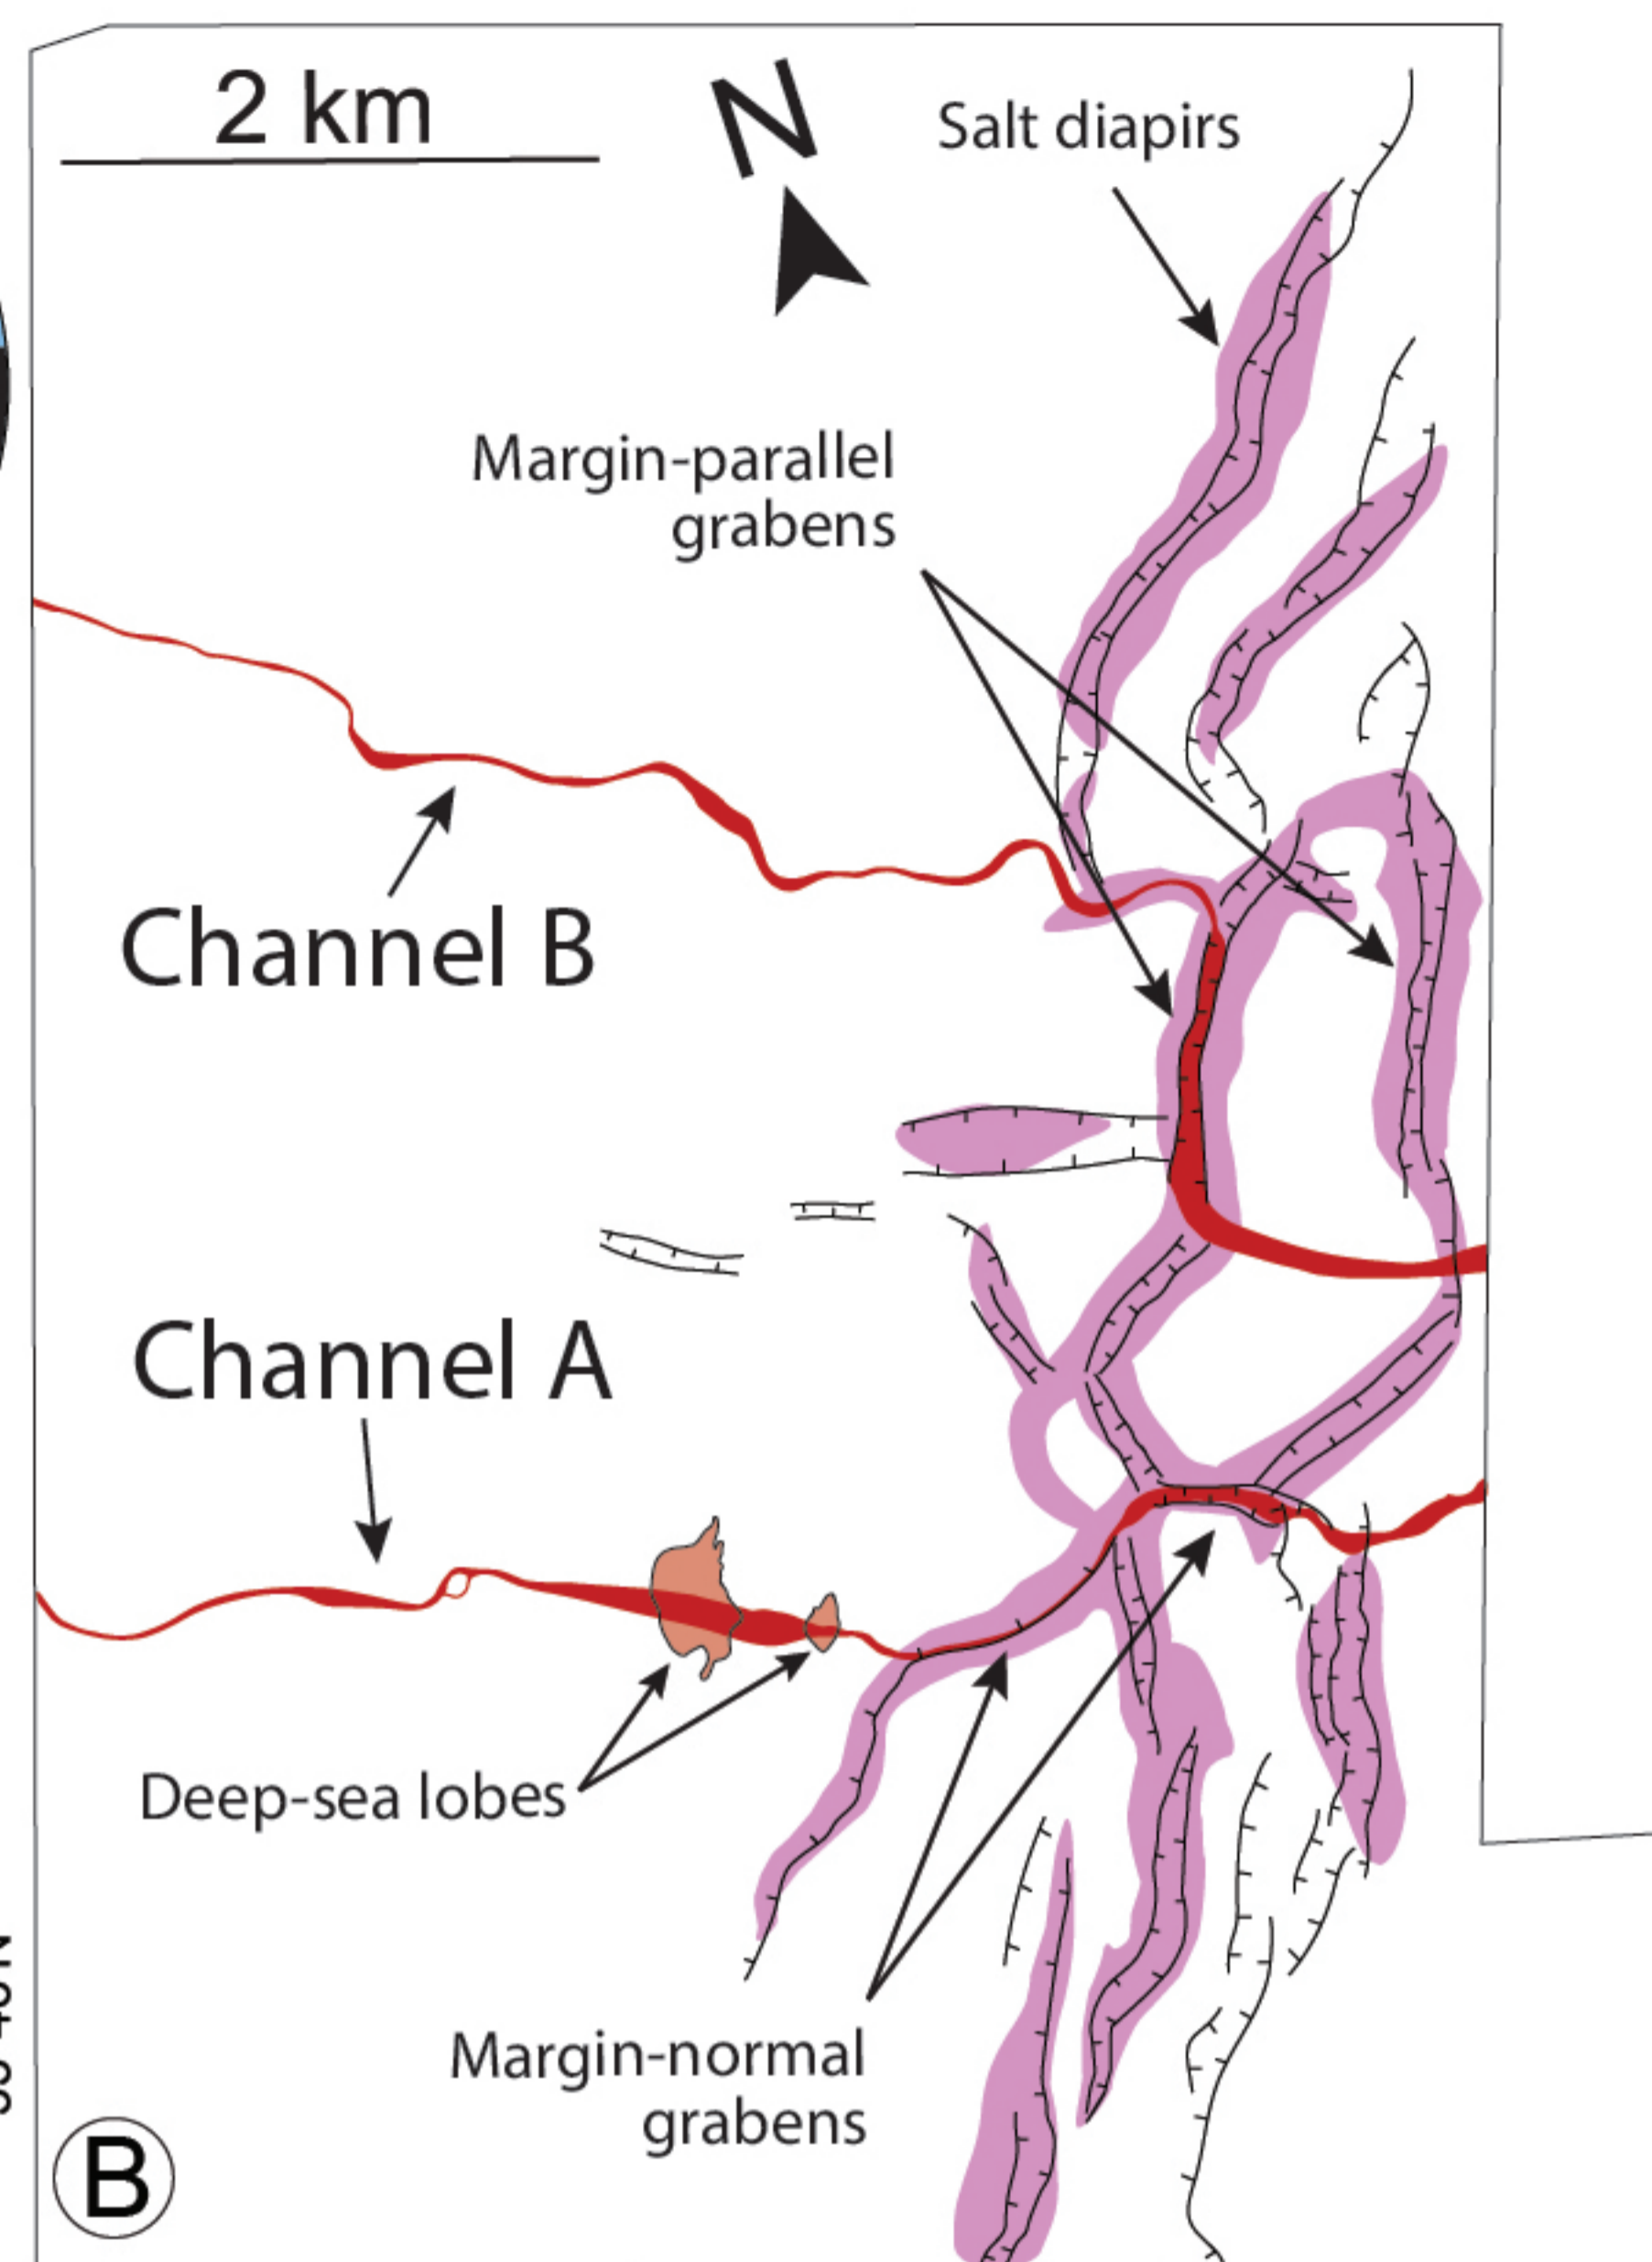 2 km
N
Salt diapirs
Margin-parallel
grabens
Channel B
Channel A
Deep-sea lobes
Margin-normal
grabens
B